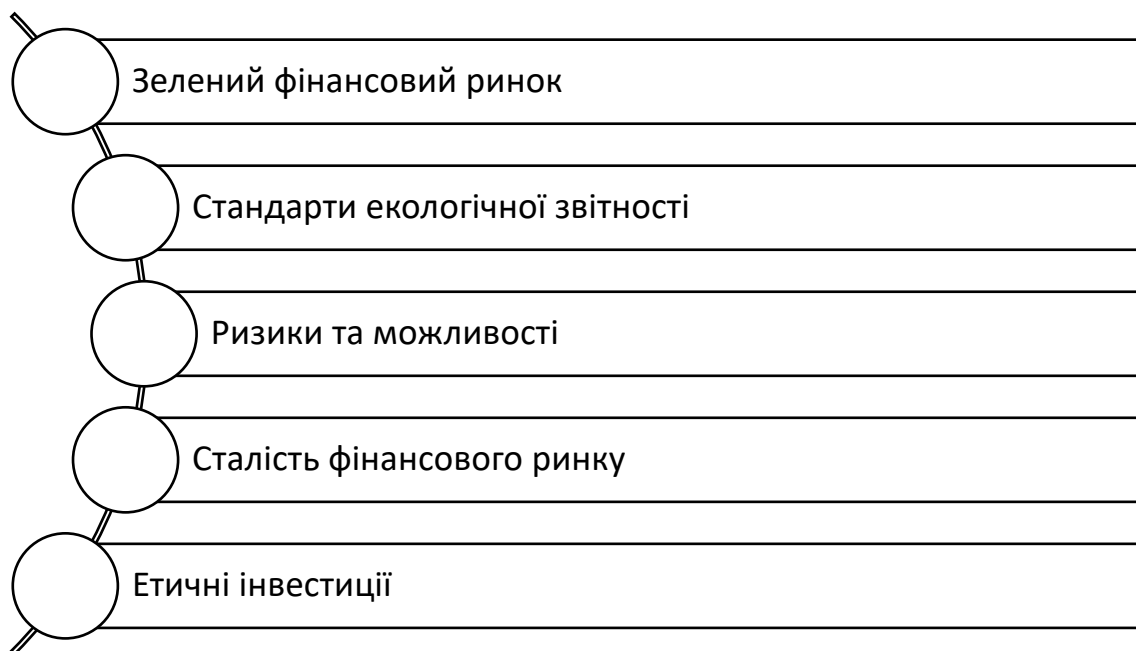 Зелений фінансовий ринок
Стандарти екологічної звітності
Ризики та можливості
Сталість фінансового ринку
Етичні інвестиції